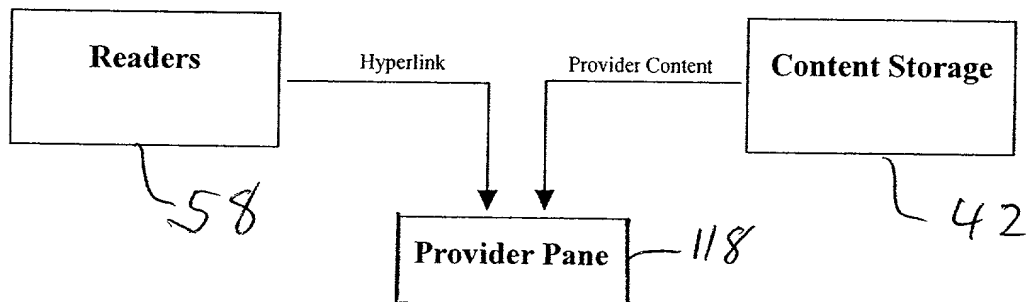 Readers
Hyperlink
Provider Content
Content Storage
58
42
Provider Pane
118